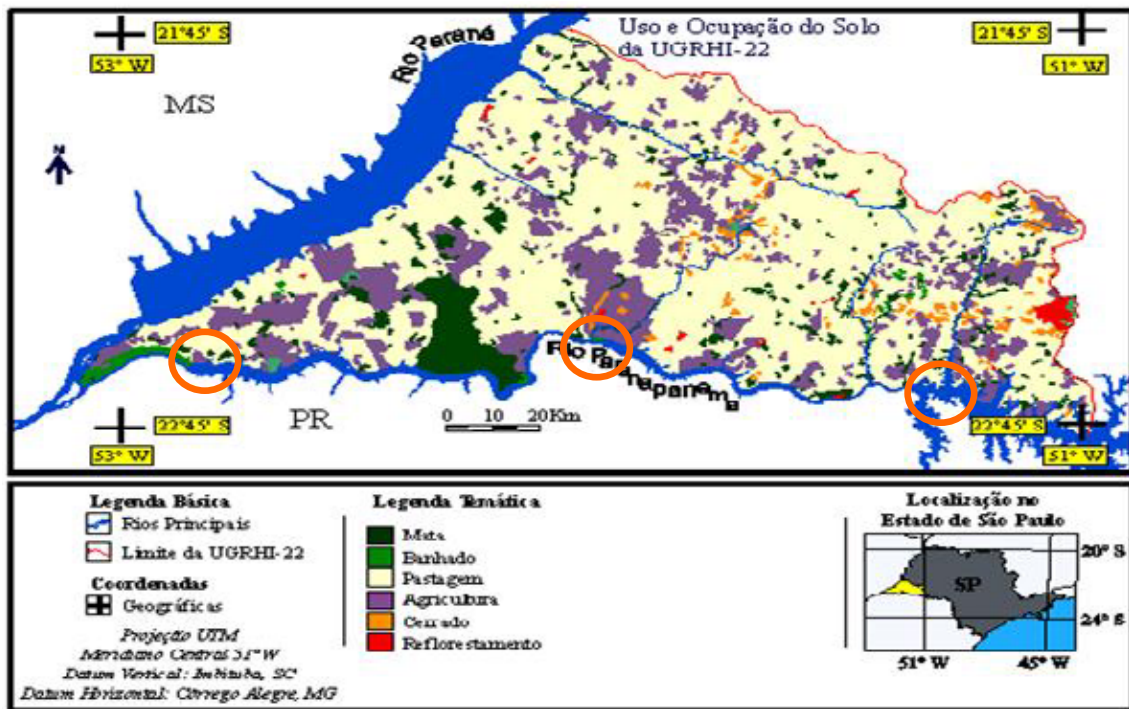 Uso e Ocupação do Solo
da UGRHI-22
21°45' S
53° W
21°45' S
51° W
Rio Paraná
MS
N
Rio Paranapanema
PR
0 10 20Km
22°45' S
53° W
22°45' S
51° W
Legenda Básica
Rios Principais
Limite da UGRHI-22
Coordenadas
Geográficas
Projeção UTM
Meridiano Central 51° W
Datum Vertical: Imbituba, SC
Datum Horizontal: Córrego Alegre, MG
Legenda Temática
Mata
Banhado
Pastagem
Agricultura
Cerrado
Reflorestamento
Localização no
Estado de São Paulo
SP
20° S
24° S
51° W
45° W